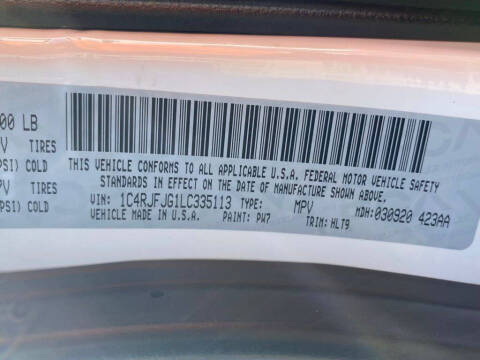 00 LB
V TIRES
PSI) COLD
PV TIRES
PSI) COLD
THIS VEHICLE CONFORMS TO ALL APPLICABLE U.S.A. FEDERAL MOTOR VEHICLE SAFETY
STANDARDS IN EFFECT ON THE DATE OF MANUFACTURE SHOWN ABOVE.
VIN: 1C4RJFJG1LC335113 TYPE: MPV MDH:030920 423AA
VEHICLE MADE IN U.S.A. PAINT: PW7 TRIM: HLT9